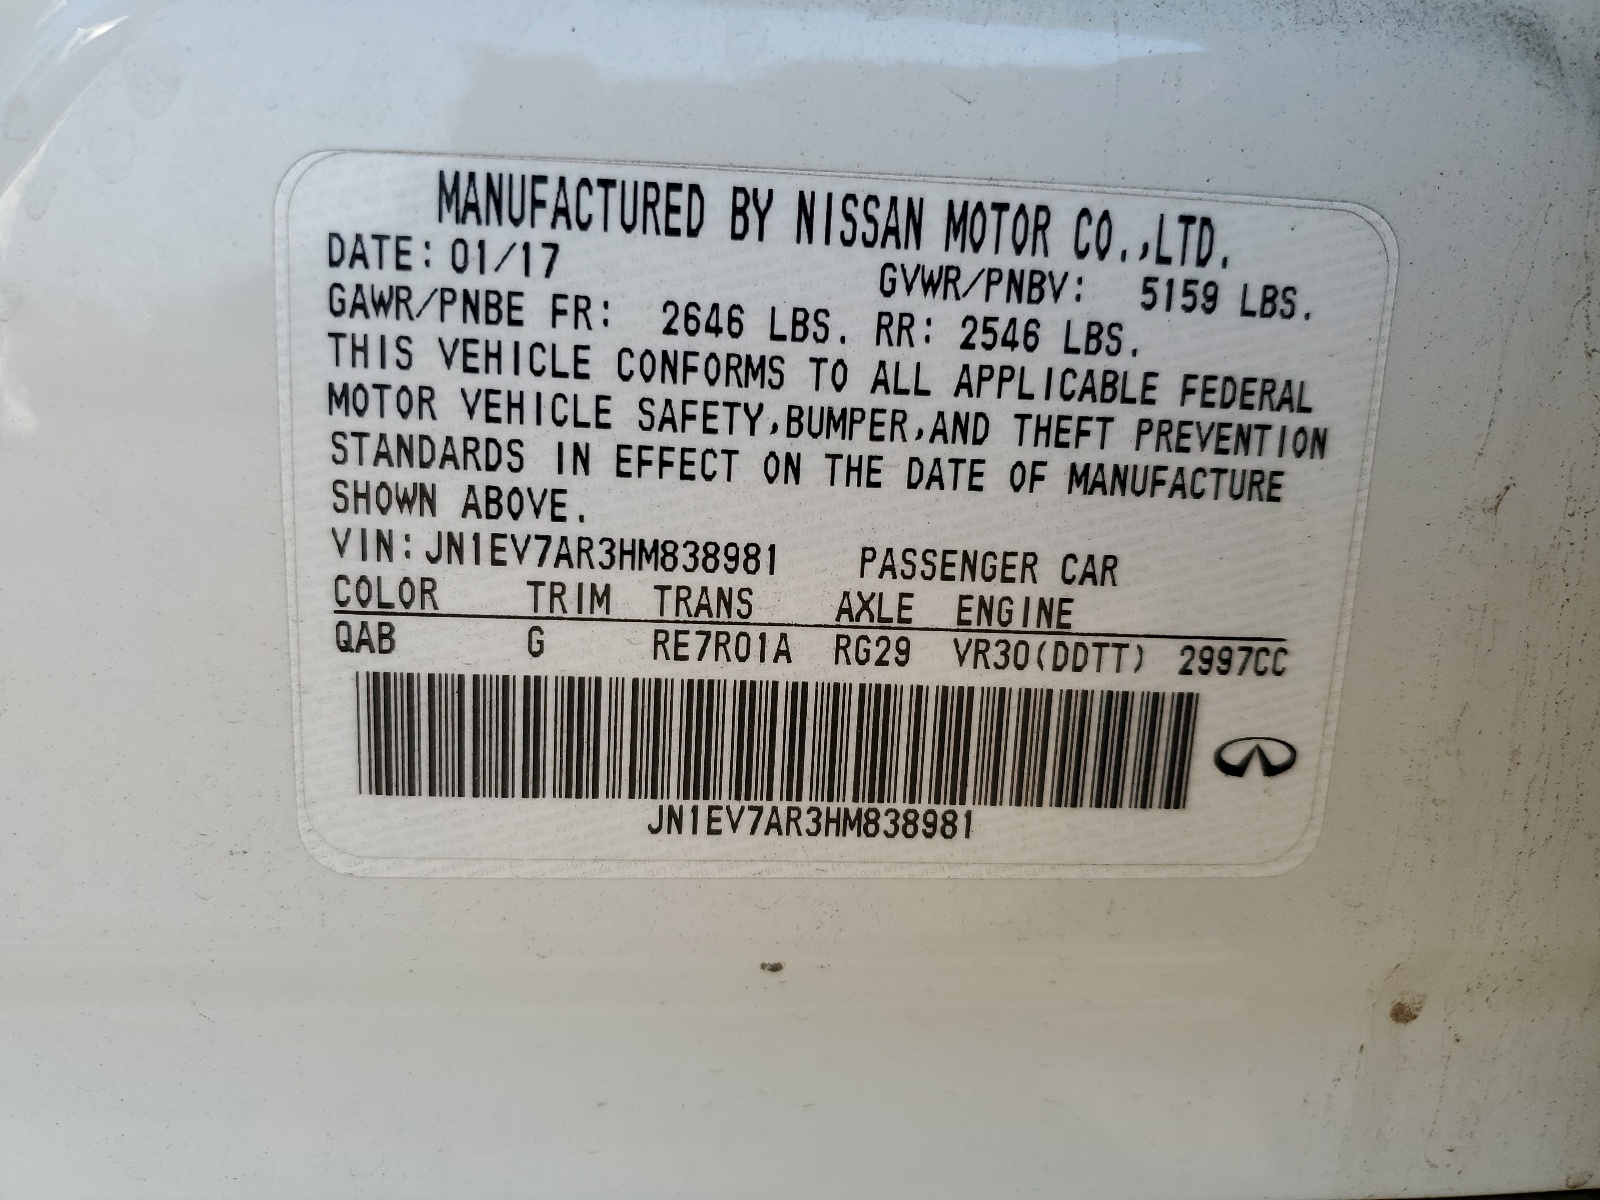 MANUFACTURED BY NISSAN MOTOR CO.,LTD.
DATE: 01/17 GVWR/PNBV: 5159 LBS.
GAWR/PNBE FR: 2646 LBS. RR: 2546 LBS.
THIS VEHICLE CONFORMS TO ALL APPLICABLE FEDERAL
MOTOR VEHICLE SAFETY,BUMPER,AND THEFT PREVENTION
STANDARDS IN EFFECT ON THE DATE OF MANUFACTURE
SHOWN ABOVE.
VIN: JN1EV7AR3HM838981 PASSENGER CAR
COLOR TRIM TRANS AXLE ENGINE
QAB G RE7R01A RG29 VR30(DDTT) 2997CC
JN1EV7AR3HM838981